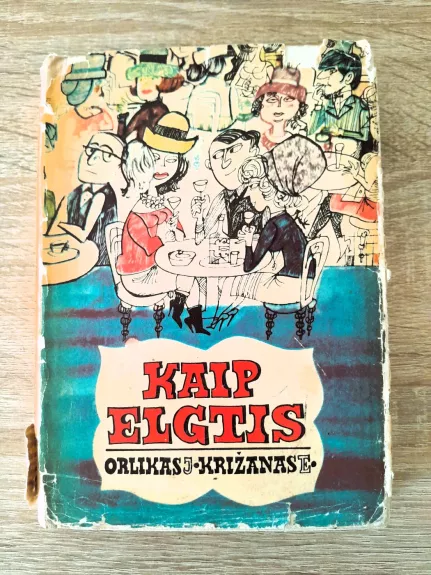 KAIP
ELGTIS
ORLIKAS J · KRIŽANAS E ·